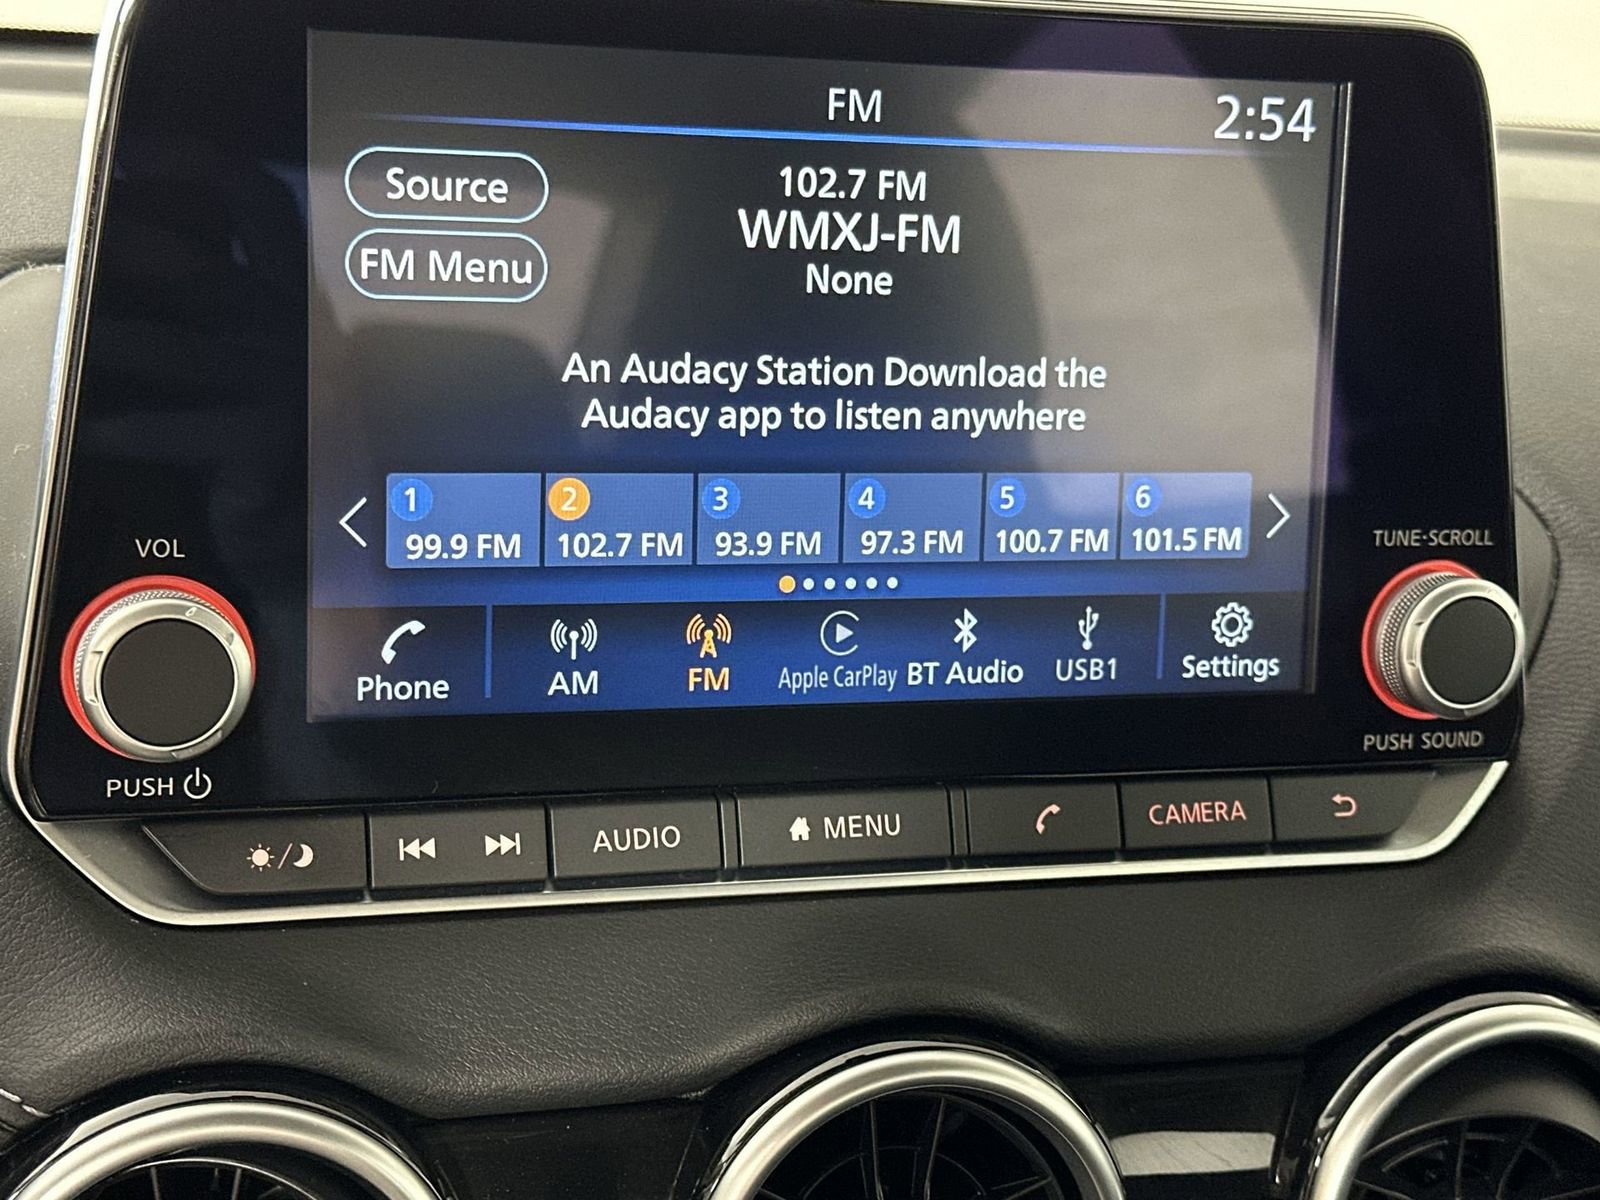 FM
2:54
Source
102.7 FM
WMXJ-FM
FM Menu
None
An Audacy Station Download the
Audacy app to listen anywhere
1 2 3 4 5 6
99.9 FM 102.7 FM 93.9 FM 97.3 FM 100.7 FM 101.5 FM
VOL
TUNE·SCROLL
Phone AM FM Apple CarPlay BT Audio USB1 Settings
PUSH
PUSH SOUND
AUDIO MENU CAMERA